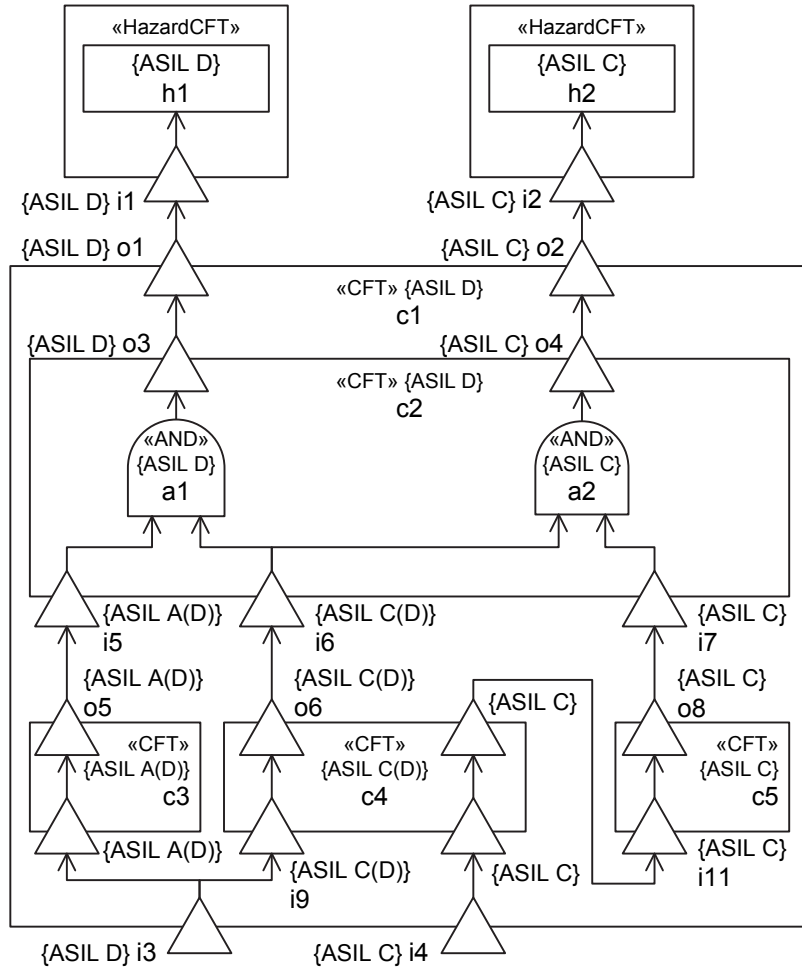 «HazardCFT»
{ASIL D}
h1
«HazardCFT»
{ASIL C}
h2
{ASIL D} i1
{ASIL C} i2
{ASIL D} o1
{ASIL C} o2
«CFT» {ASIL D}
c1
{ASIL D} o3
{ASIL C} o4
«CFT» {ASIL D}
c2
«AND»
{ASIL D}
a1
«AND»
{ASIL C}
a2
{ASIL A(D)}
i5
{ASIL C(D)}
i6
{ASIL C}
i7
{ASIL A(D)}
o5
{ASIL C(D)}
o6
{ASIL C}
{ASIL C}
o8
«CFT»
{ASIL A(D)}
c3
«CFT»
{ASIL C(D)}
c4
«CFT»
{ASIL C}
c5
{ASIL A(D)}
{ASIL C(D)}
i9
{ASIL C}
{ASIL C}
i11
{ASIL D} i3
{ASIL C} i4